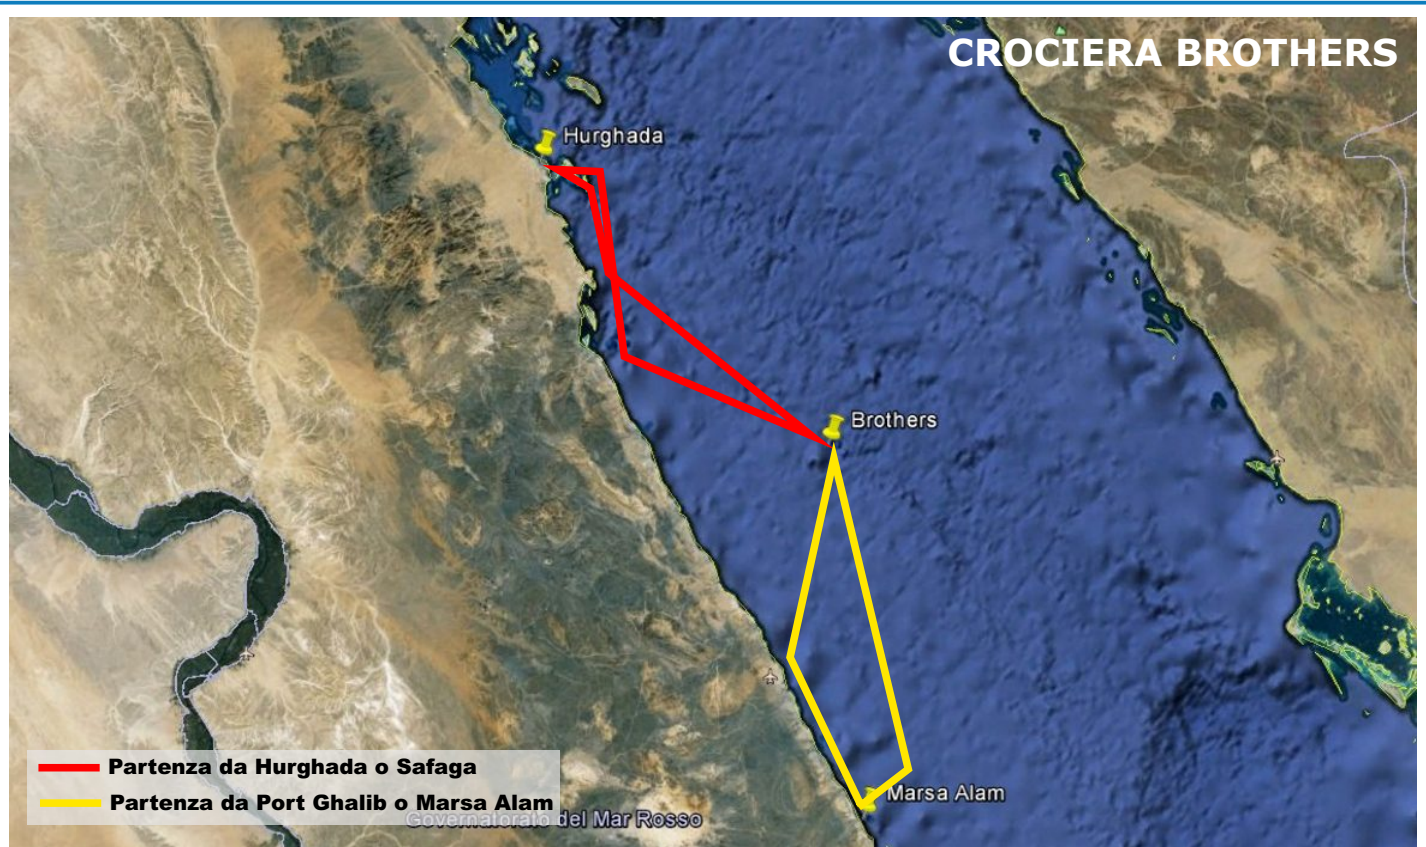 CROCIERA BROTHERS
Hurghada
Brothers
Marsa Alam
Partenza da Hurghada o Safaga
Partenza da Port Ghalib o Marsa Alam
Governatorato del Mar Rosso